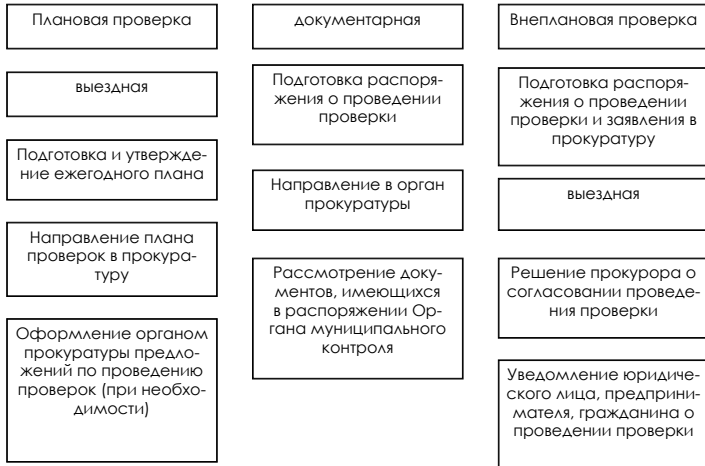 Плановая проверка
выездная
Подготовка и утвержде-
ние ежегодного плана
Направление плана
проверок в прокура-
туру
Оформление органом
прокуратуры предло-
жений по проведению
проверок (при необхо-
димости)
документарная
Подготовка распоря-
жения о проведении
проверки
Направление в орган
прокуратуры
Рассмотрение доку-
ментов, имеющихся
в распоряжении Ор-
гана муниципального
контроля
Внеплановая проверка
Подготовка распоря-
жения о проведении
проверки и заявления в
прокуратуру
выездная
Решение прокурора о
согласовании проведе-
ния проверки
Уведомление юридиче-
ского лица, предприни-
мателя, гражданина о
проведении проверки